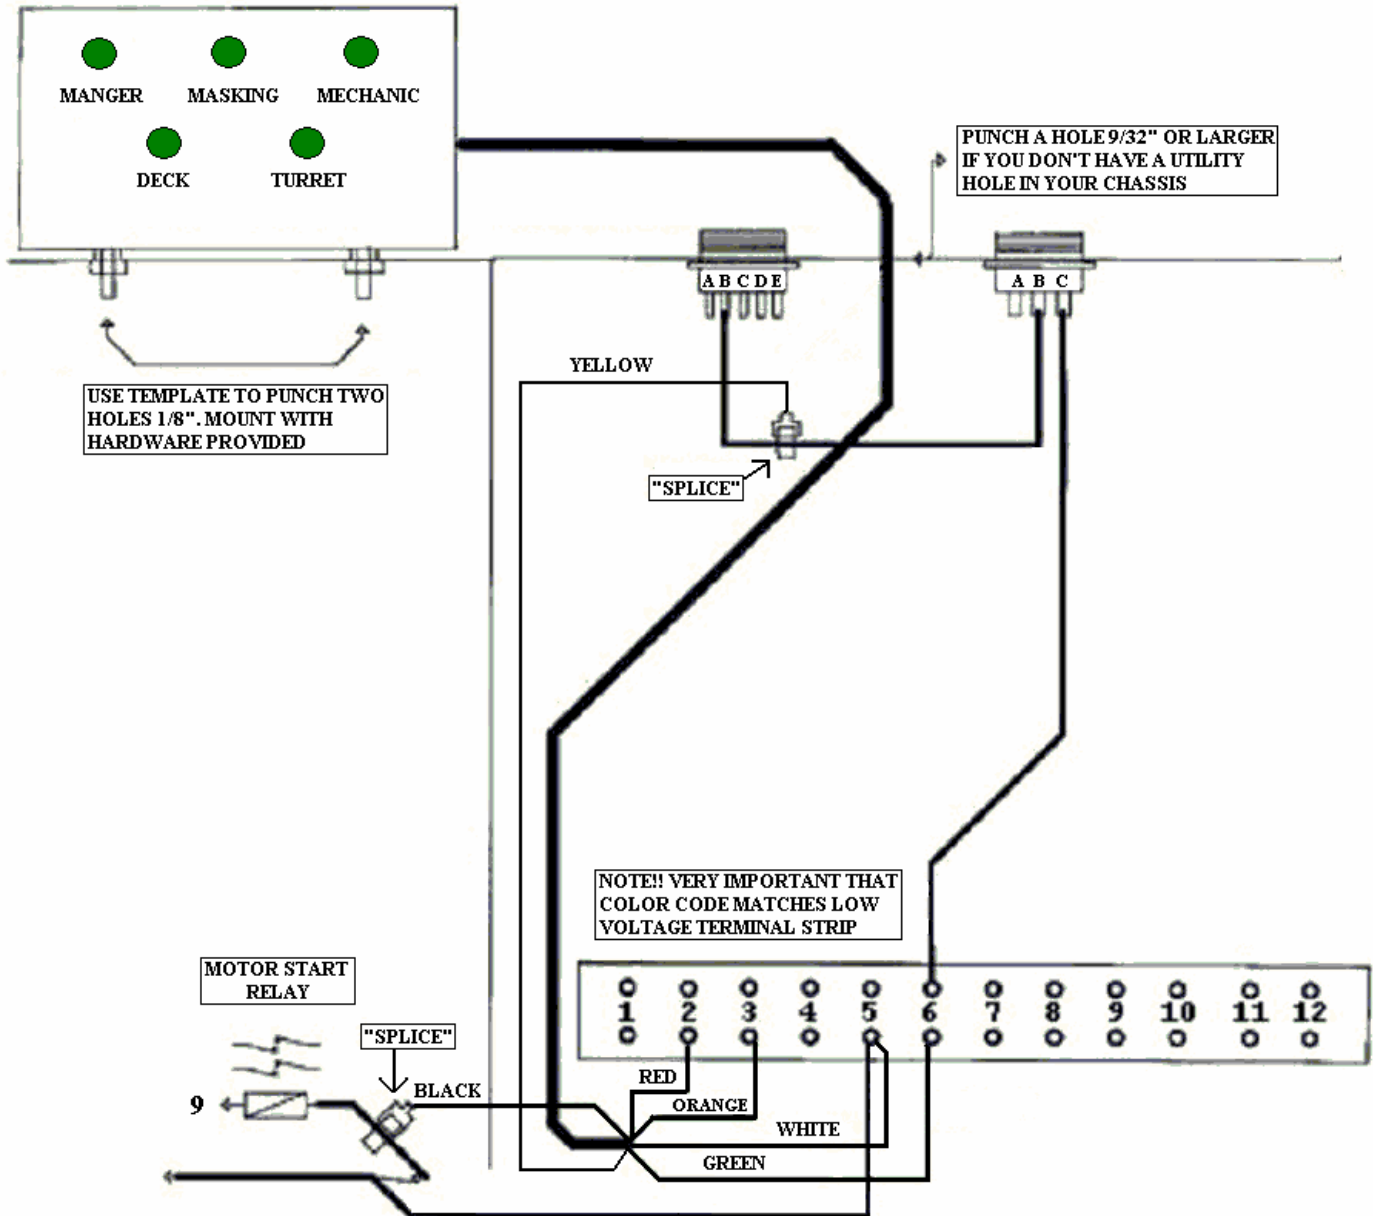 MANGER MASKING MECHANIC
DECK TURRET
PUNCH A HOLE 9/32" OR LARGER
IF YOU DON'T HAVE A UTILITY
HOLE IN YOUR CHASSIS
A B C D E
A B C
YELLOW
USE TEMPLATE TO PUNCH TWO
HOLES 1/8". MOUNT WITH
HARDWARE PROVIDED
"SPLICE"
NOTE!! VERY IMPORTANT THAT
COLOR CODE MATCHES LOW
VOLTAGE TERMINAL STRIP
MOTOR START
RELAY
1 2 3 4 5 6 7 8 9 10 11 12
"SPLICE"
RED
BLACK
9
ORANGE
WHITE
GREEN